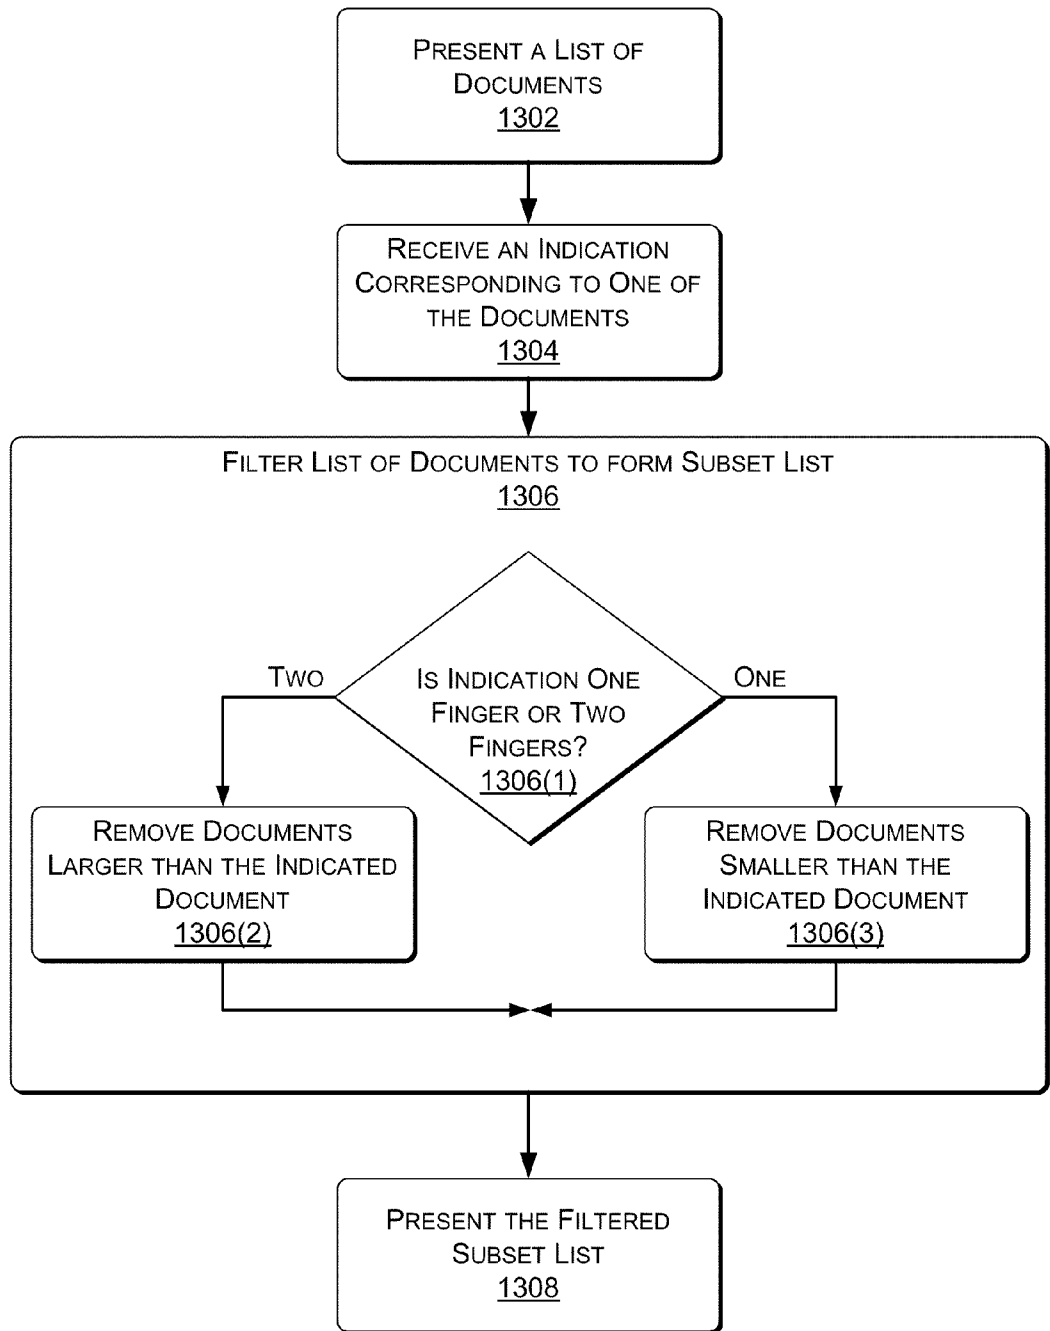 PRESENT A LIST OF
DOCUMENTS
1302
RECEIVE AN INDICATION
CORRESPONDING TO ONE OF
THE DOCUMENTS
1304
FILTER LIST OF DOCUMENTS TO FORM SUBSET LIST
1306
TWO
IS INDICATION ONE
FINGER OR TWO
FINGERS?
1306(1)
ONE
REMOVE DOCUMENTS
LARGER THAN THE INDICATED
DOCUMENT
1306(2)
REMOVE DOCUMENTS
SMALLER THAN THE
INDICATED DOCUMENT
1306(3)
PRESENT THE FILTERED
SUBSET LIST
1308